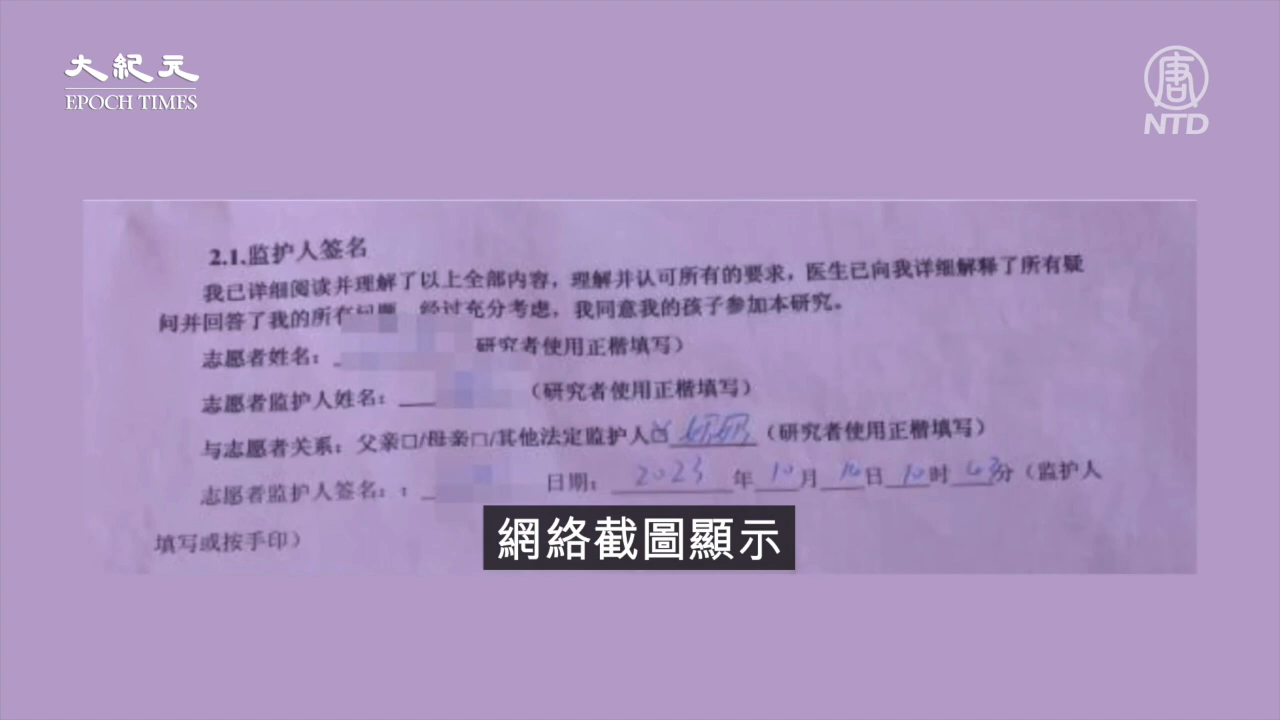 大紀元
EPOCH TIMES
唐
NTD
2.1.监护人签名
我已详细阅读并理解了以上全部内容，理解并认可所有的要求，医生已向我详细解释了所有疑
问并回答了我的所有问题，经过充分考虑，我同意我的孩子参加本研究。
志愿者姓名：_ 研究者使用正楷填写）
志愿者监护人姓名：__ （研究者使用正楷填写）
与志愿者关系：父亲□/母亲□/其他法定监护人☑ 奶奶 （研究者使用正楷填写）
志愿者监护人签名： 日期： 2023 年 10 月 日 10 时 43 分（监护人
填写或按手印）
網絡截圖顯示